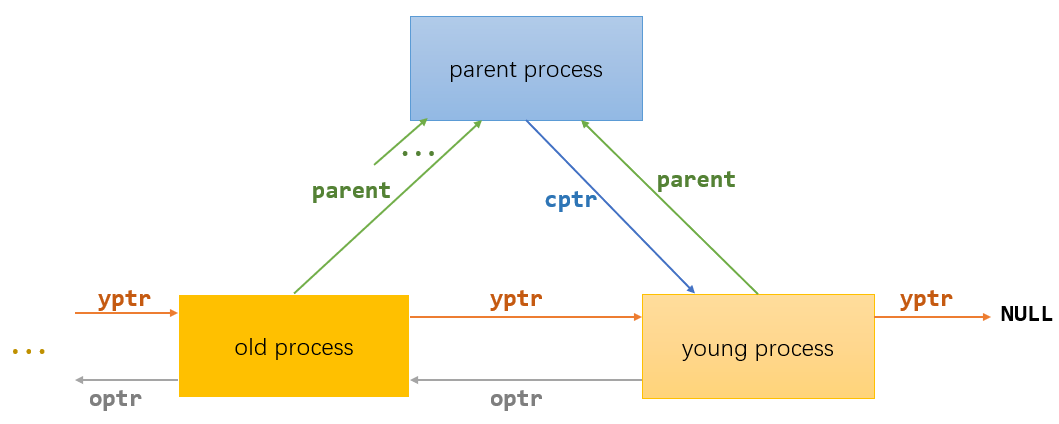 parent process
...
parent
parent
cptr
yptr
yptr
yptr
NULL
...
old process
young process
optr
optr